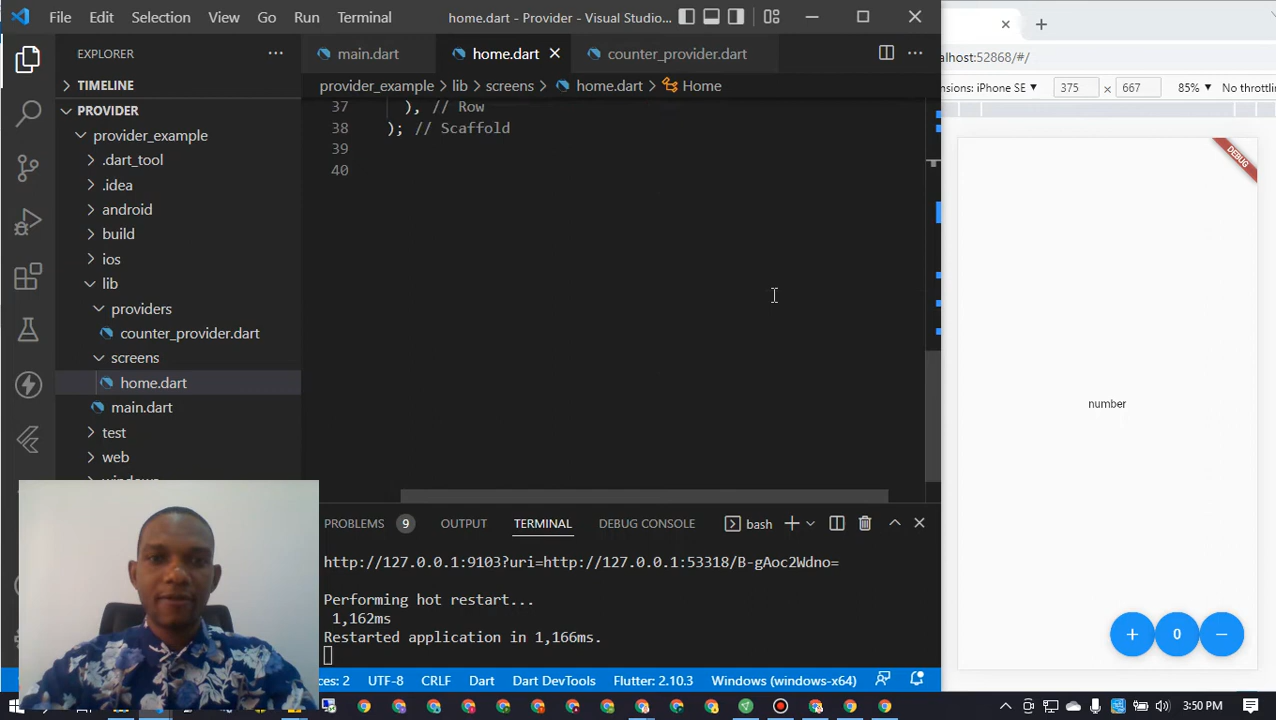 File Edit Selection View Go Run Terminal home.dart - Provider - Visual Studio...
EXPLORER
TIMELINE
PROVIDER
provider_example
.dart_tool
.idea
android
build
ios
lib
providers
counter_provider.dart
screens
home.dart
main.dart
test
web
main.dart home.dart counter_provider.dart
provider_example > lib > screens > home.dart > Home
37 ), // Row
38 ); // Scaffold
39
40
PROBLEMS 9 OUTPUT TERMINAL DEBUG CONSOLE bash
http://127.0.0.1:9103?uri=http://127.0.0.1:53318/B-gAoc2Wdno=
Performing hot restart...
1,162ms
Restarted application in 1,166ms.
ces: 2 UTF-8 CRLF Dart Dart DevTools Flutter: 2.10.3 Windows (windows-x64)
alhost:52868/#/
nsions: iPhone SE 375 667 85% No throttlin
DEBUG
number
+ 0 −
3:50 PM